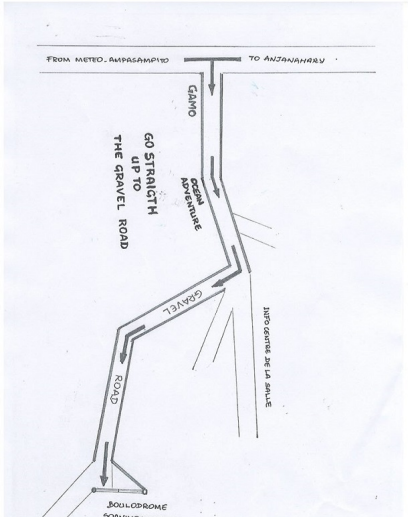 FROM METEO-AMPASAMPITO
TO ANJANAHARY
GAMO
GO STRAIGTH
UP TO
THE GRAVEL ROAD
OCEAN
ADVENTURE
GRAVEL
INFO CENTRE DE LA SALLE
ROAD
BOULODROME